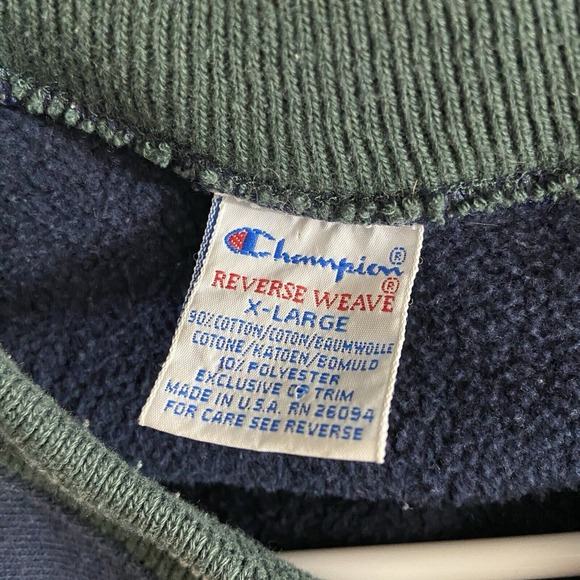 Champion®
REVERSE WEAVE®
X-LARGE
90% COTTON/COTON/BAUMWOLLE
COTONE/KATOEN/BOMULD
10% POLYESTER
EXCLUSIVE OF TRIM
MADE IN U.S.A. RN 26094
FOR CARE SEE REVERSE